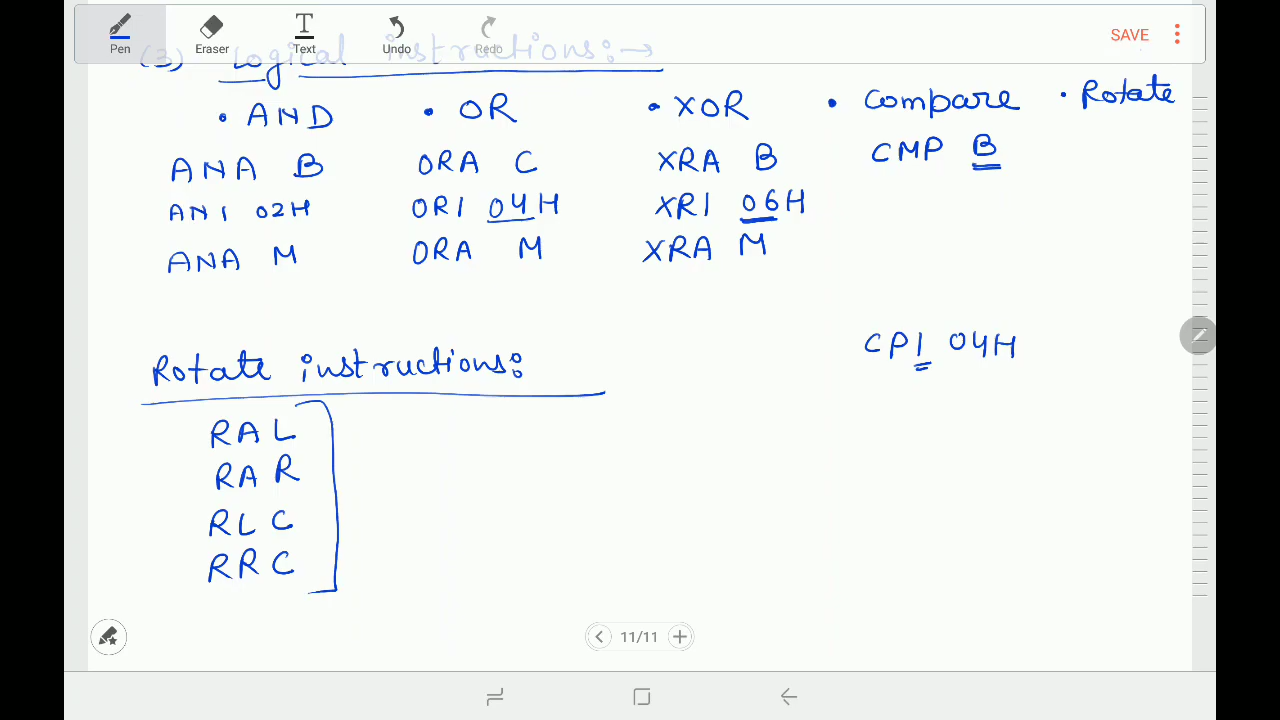 Pen Eraser Text Undo Redo SAVE
(3) Logical instructions:→
• AND • OR • XOR • Compare • Rotate
ANA B ORA C XRA B CMP B
ANI 02H ORI 04H XRI 06H
ANA M ORA M XRA M
CPI 04H
Rotate instructions:
RAL
RAR
RLC
RRC
11/11